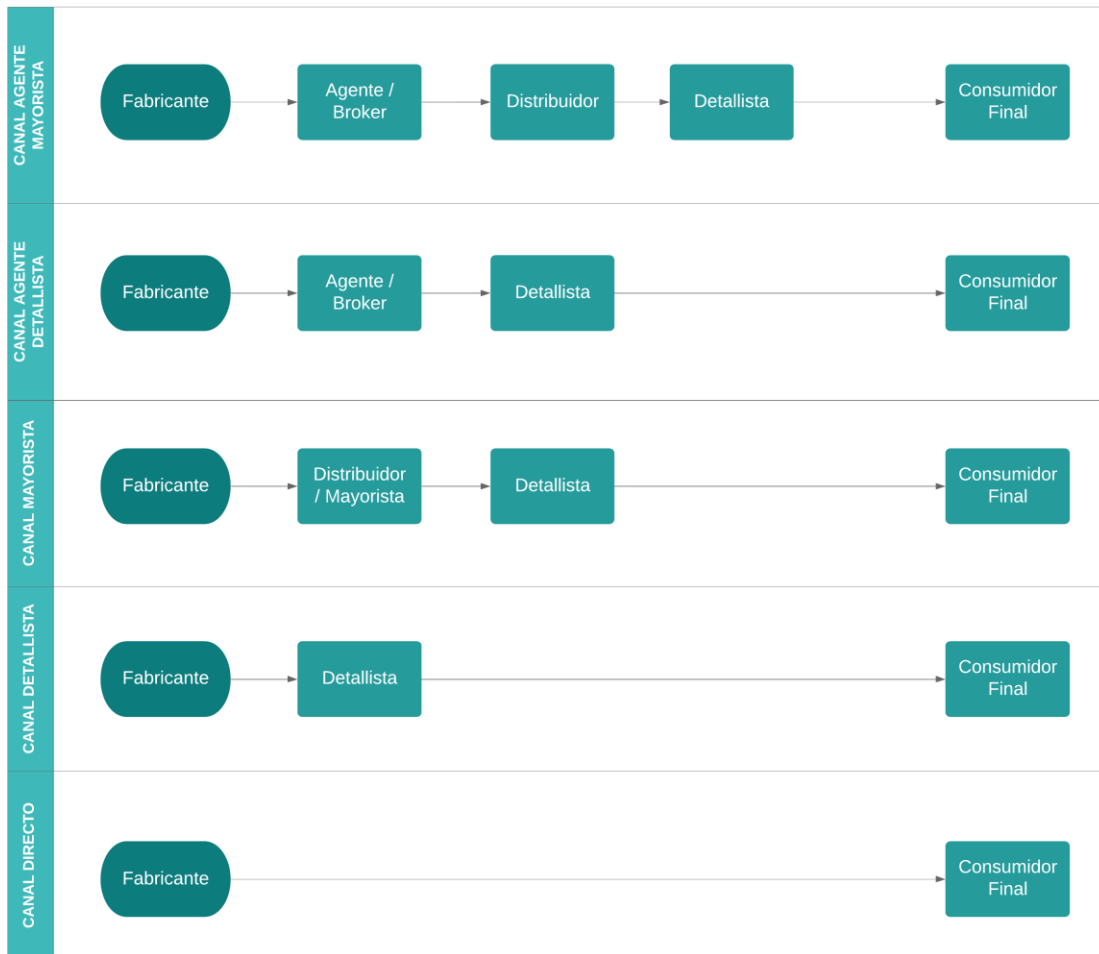 CANAL AGENTE
MAYORISTA
Fabricante
Agente /
Broker
Distribuidor
Detallista
Consumidor
Final
CANAL AGENTE
DETALLISTA
Fabricante
Agente /
Broker
Detallista
Consumidor
Final
CANAL MAYORISTA
Fabricante
Distribuidor
/ Mayorista
Detallista
Consumidor
Final
CANAL DETALLISTA
Fabricante
Detallista
Consumidor
Final
CANAL DIRECTO
Fabricante
Consumidor
Final